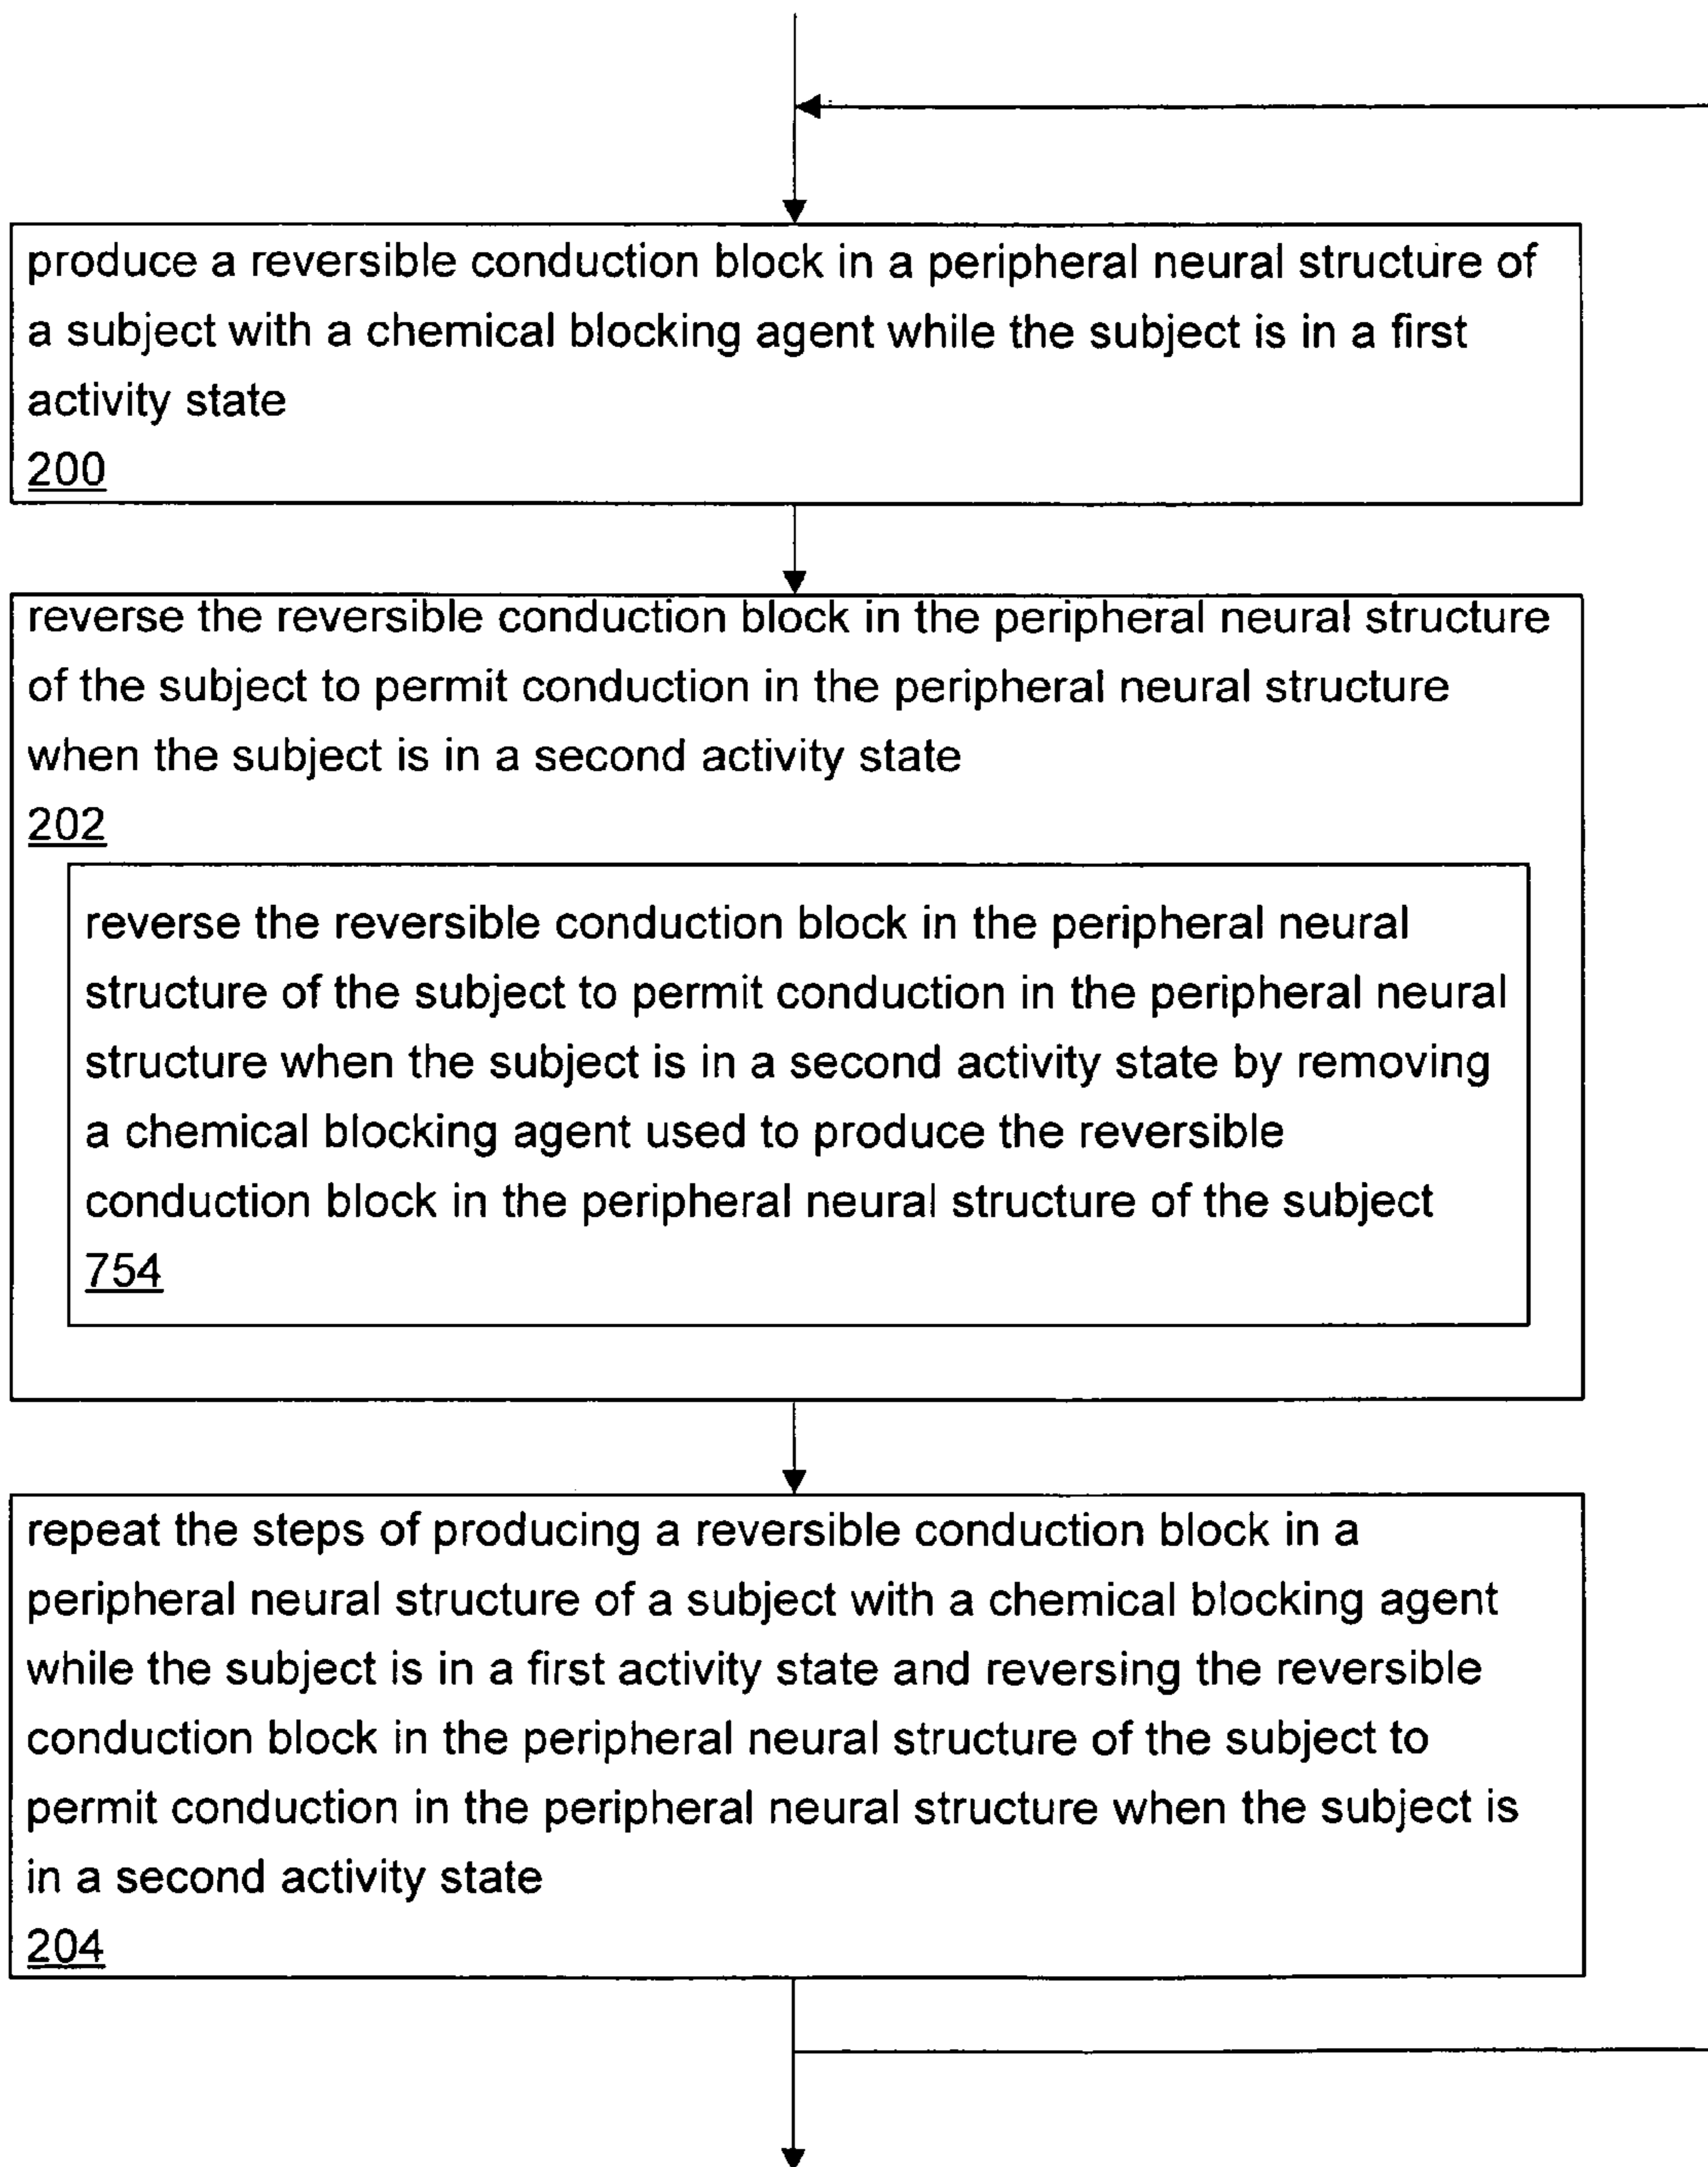 produce a reversible conduction block in a peripheral neural structure of
a subject with a chemical blocking agent while the subject is in a first
activity state
200
reverse the reversible conduction block in the peripheral neural structure
of the subject to permit conduction in the peripheral neural structure
when the subject is in a second activity state
202
reverse the reversible conduction block in the peripheral neural
structure of the subject to permit conduction in the peripheral neural
structure when the subject is in a second activity state by removing
a chemical blocking agent used to produce the reversible
conduction block in the peripheral neural structure of the subject
754
repeat the steps of producing a reversible conduction block in a
peripheral neural structure of a subject with a chemical blocking agent
while the subject is in a first activity state and reversing the reversible
conduction block in the peripheral neural structure of the subject to
permit conduction in the peripheral neural structure when the subject is
in a second activity state
204